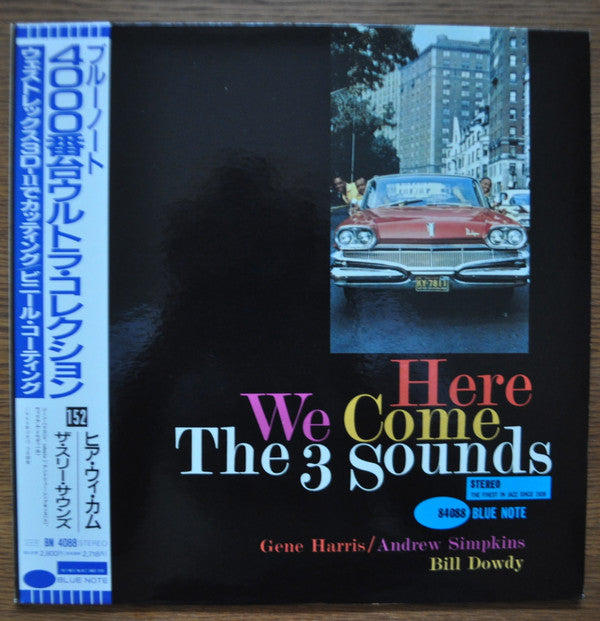 ブルーノート
4000番台ウルトラ・コレクション
ウェストレックス3D-IIでカッティング ビニール・コーティング
152
ヒア・ウィ・カム
ザ・スリー・サウンズ
BN 4088 STEREO
BLUE NOTE
KY-7811
Here
We Come
The 3 Sounds
STEREO
THE FINEST IN JAZZ SINCE 1939
84088 BLUE NOTE
Gene Harris/Andrew Simpkins
Bill Dowdy